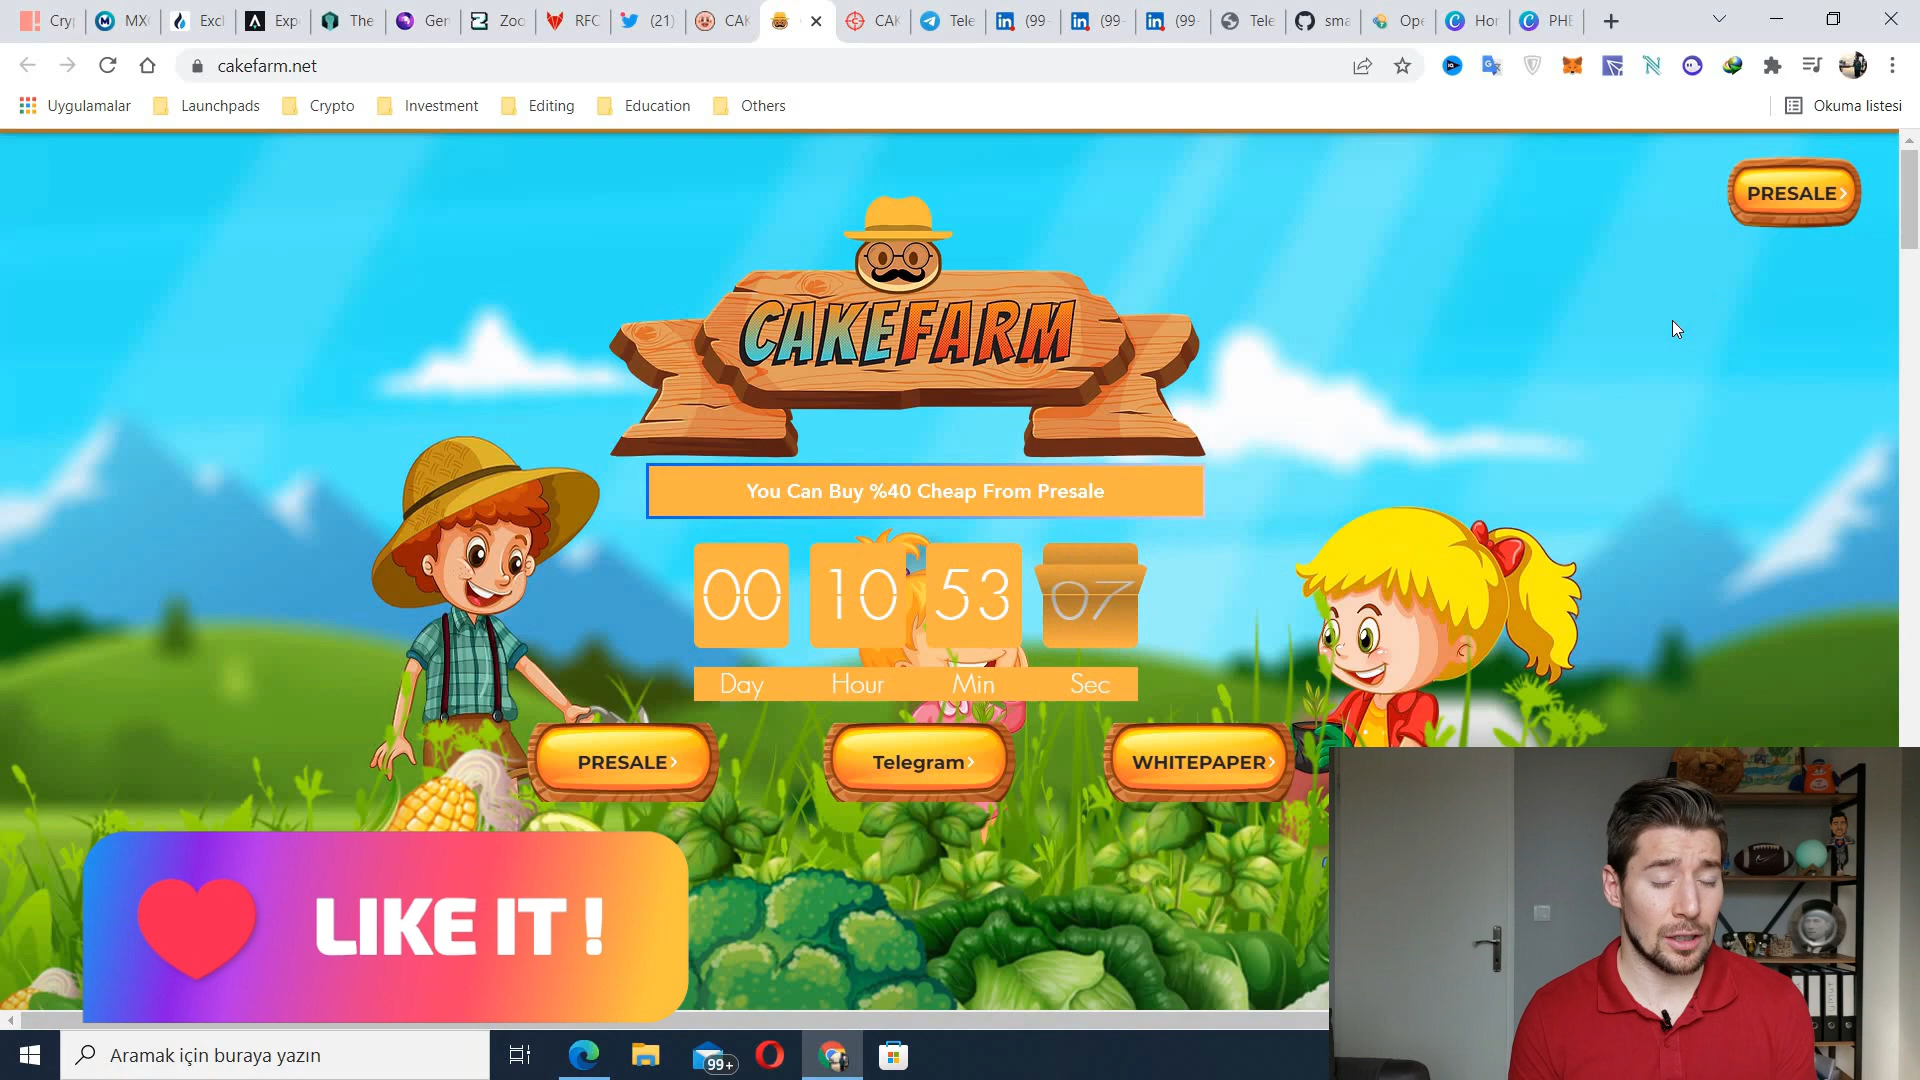 Cry
MX
Excl
Exp
The
Ger
Zoo
RFC
(21)
CAK
CAK
Tele
(99
(99
(99
Tele
sma
Ope
Hor
PHE
cakefarm.net
Uygulamalar
Launchpads
Crypto
Investment
Editing
Education
Others
Okuma listesi
PRESALE
CAKEFARM
You Can Buy %40 Cheap From Presale
00 10 53 07
Day Hour Min Sec
PRESALE
Telegram
WHITEPAPER
LIKE IT !
Aramak için buraya yazın
99+